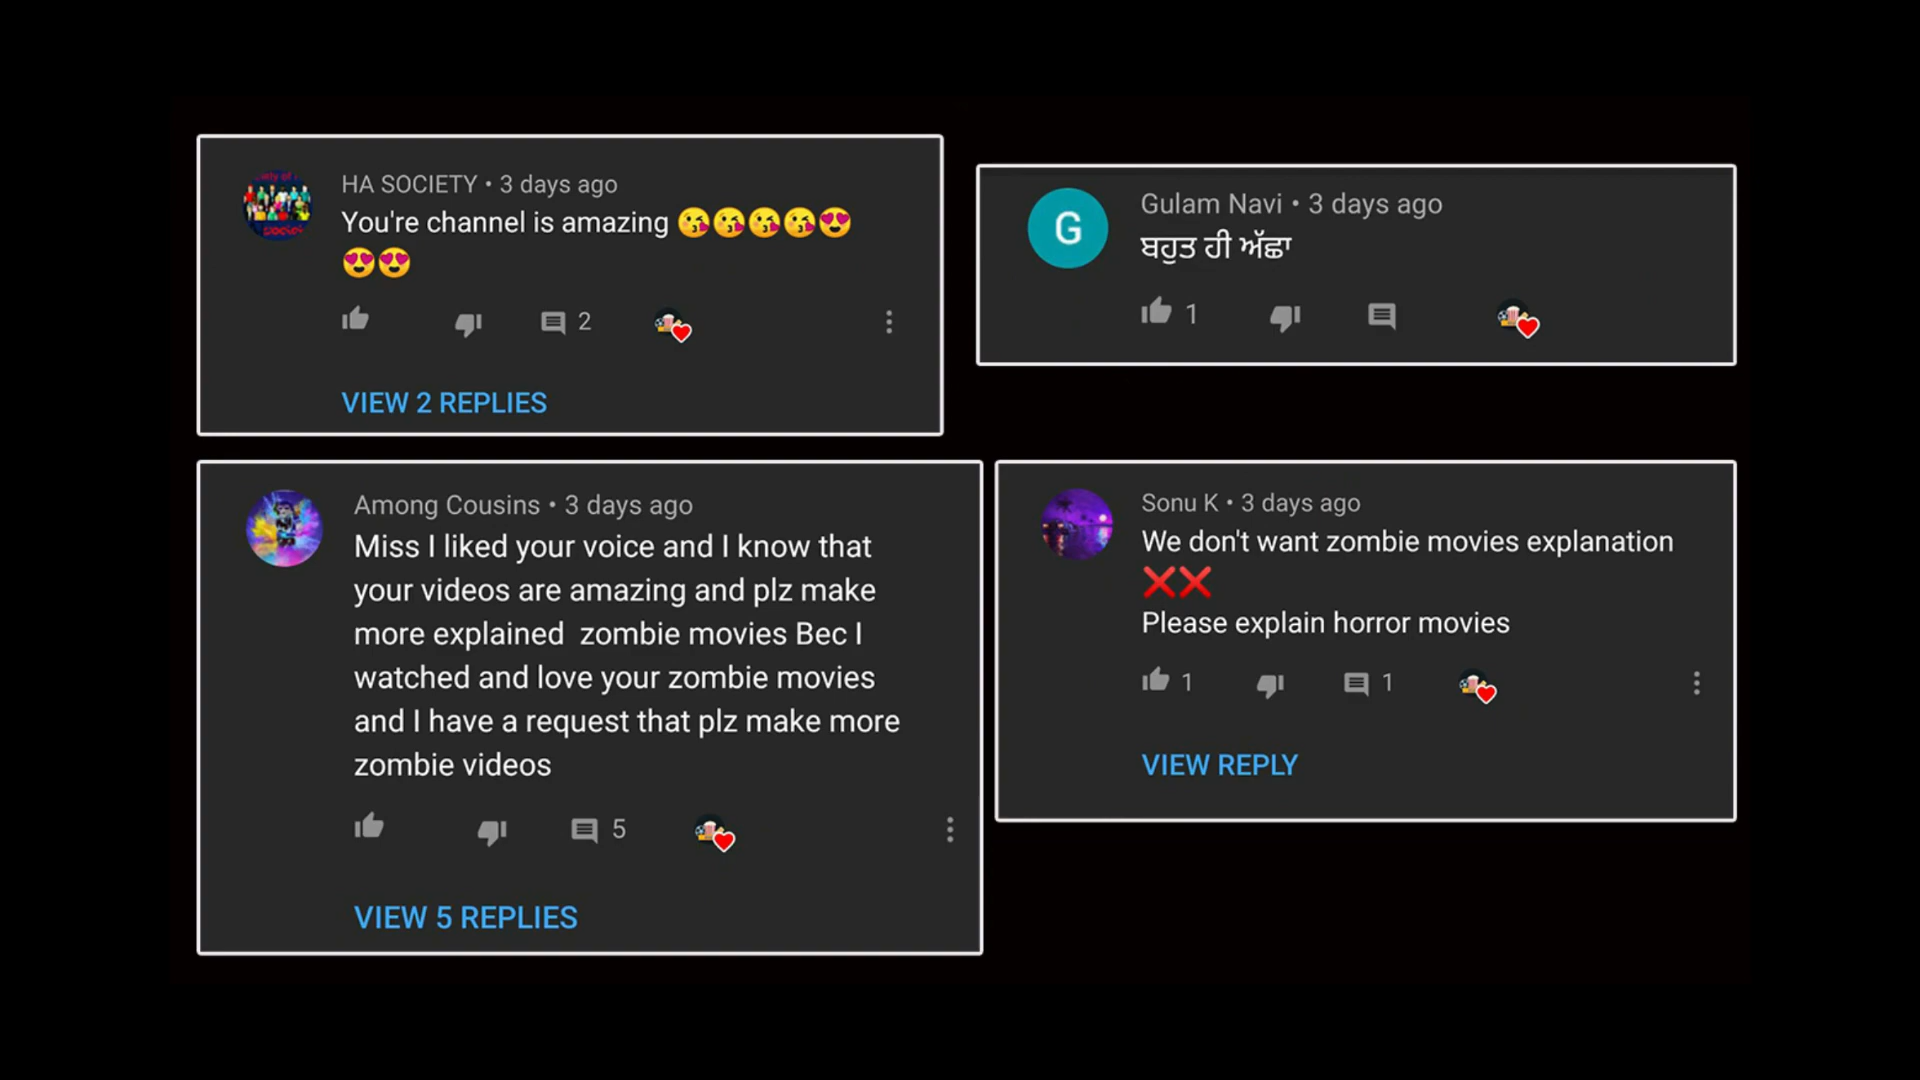 HA SOCIETY • 3 days ago
You're channel is amazing 😘😘😘😘😍
😍😍
2
VIEW 2 REPLIES
G
Gulam Navi • 3 days ago
ਬਹੁਤ ਹੀ ਅੱਛਾ
1
Among Cousins • 3 days ago
Miss I liked your voice and I know that
your videos are amazing and plz make
more explained  zombie movies Bec I
watched and love your zombie movies
and I have a request that plz make more
zombie videos
5
VIEW 5 REPLIES
Sonu K • 3 days ago
We don't want zombie movies explanation
❌❌
Please explain horror movies
1 1
VIEW REPLY